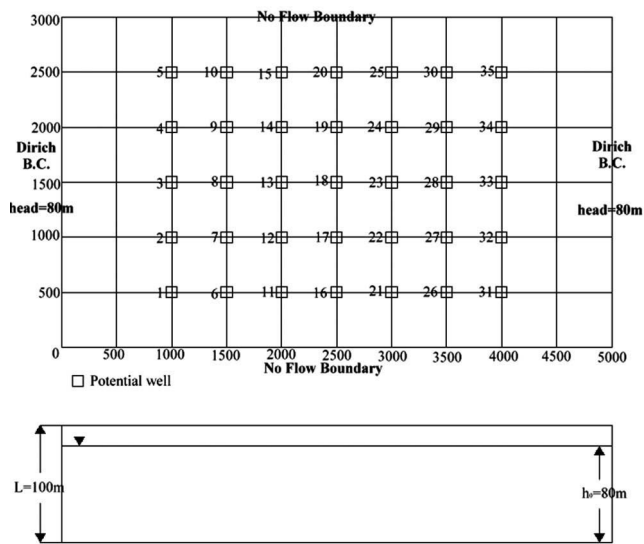 3000
No Flow Boundary
2500
5 10 15 20 25 30 35
2000
4 9 14 19 24 29 34
Dirich
B.C.
Dirich
B.C.
1500
3 8 13 18 23 28 33
head=80m
head=80m
1000
2 7 12 17 22 27 32
500
1 6 11 16 21 26 31
0 500 1000 1500 2000 2500 3000 3500 4000 4500 5000
No Flow Boundary
Potential well
L=100m
h₀=80m